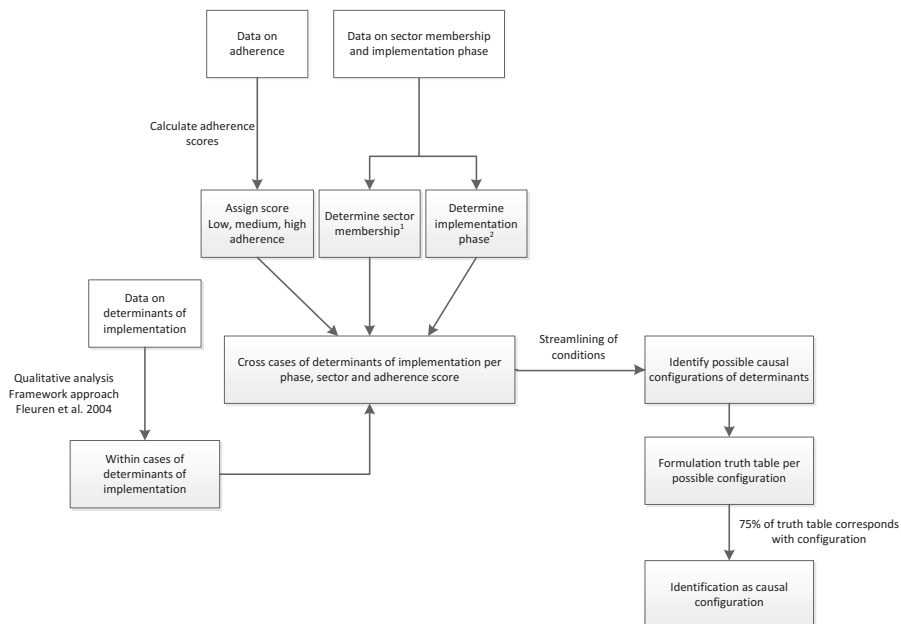 Data on
adherence
Data on sector membership
and implementation phase
Calculate adherence
scores
Assign score
Low, medium, high
adherence
Determine sector
membership¹
Determine
implementation
phase²
Data on
determinants of
implementation
Qualitative analysis
Framework approach
Fleuren et al. 2004
Within cases of
determinants of
implementation
Cross cases of determinants of implementation per
phase, sector and adherence score
Streamlining of
conditions
Identify possible causal
configurations of determinants
Formulation truth table per
possible configuration
75% of truth table corresponds
with configuration
Identification as causal
configuration